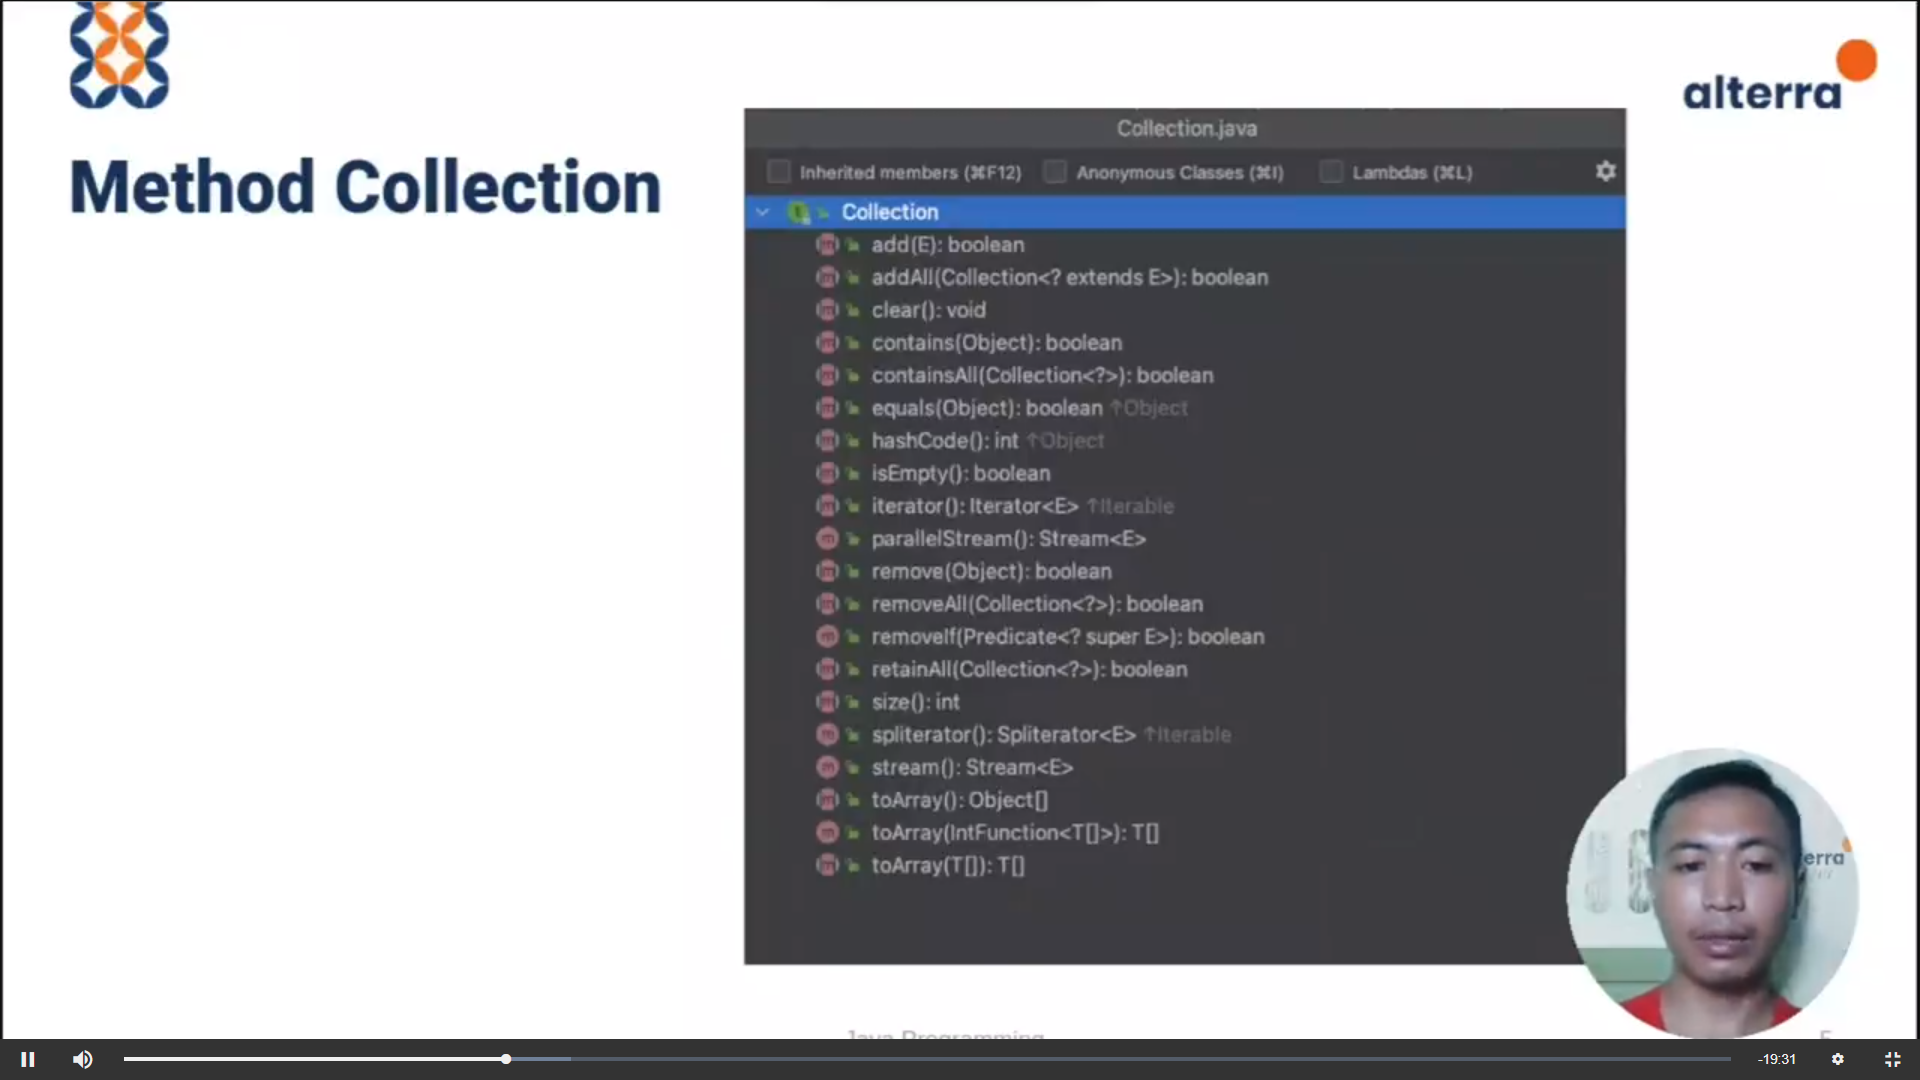 alterra
Method Collection
Collection.java
Inherited members (⌘F12) Anonymous Classes (⌘I) Lambdas (⌘L)
Collection
add(E): boolean
addAll(Collection<? extends E>): boolean
clear(): void
contains(Object): boolean
containsAll(Collection<?>): boolean
equals(Object): boolean ↑Object
hashCode(): int ↑Object
isEmpty(): boolean
iterator(): Iterator<E> ↑Iterable
parallelStream(): Stream<E>
remove(Object): boolean
removeAll(Collection<?>): boolean
removeIf(Predicate<? super E>): boolean
retainAll(Collection<?>): boolean
size(): int
spliterator(): Spliterator<E> ↑Iterable
stream(): Stream<E>
toArray(): Object[]
toArray(IntFunction<T[]>): T[]
toArray(T[]): T[]
erra
Java Programming
5
-19:31